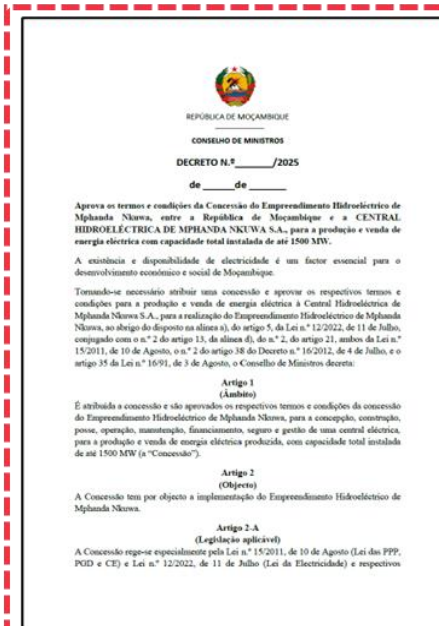 REPÚBLICA DE MOÇAMBIQUE
CONSELHO DE MINISTROS
DECRETO N.º________/2025
de ______de _______
Aprova os termos e condições da Concessão do Empreendimento Hidroeléctrico de
Mphanda Nkuwa, entre a República de Moçambique e a CENTRAL
HIDROELÉCTRICA DE MPHANDA NKUWA S.A., para a produção e venda de
energia eléctrica com capacidade total instalada de até 1500 MW.
A existência e disponibilidade de electricidade é um factor essencial para o
desenvolvimento económico e social de Moçambique.
Tornando-se necessário atribuir uma concessão e aprovar os respectivos termos e
condições para a produção e venda de energia eléctrica à Central Hidroeléctrica de
Mphanda Nkuwa S.A., para a realização do Empreendimento Hidroeléctrico de Mphanda
Nkuwa, ao abrigo do disposto na alínea a), do artigo 5, da Lei n.º 12/2022, de 11 de Julho,
conjugado com o n.º 2 do artigo 13, da alínea d), do n.º 2, do artigo 21, ambos da Lei n.º
15/2011, de 10 de Agosto, o n.º 2 do artigo 38 do Decreto n.º 16/2012, de 4 de Julho, e o
artigo 35 da Lei n.º 16/91, de 3 de Agosto, o Conselho de Ministros decreta:
Artigo 1
(Âmbito)
É atribuída a concessão e são aprovados os respectivos termos e condições da concessão
do Empreendimento Hidroeléctrico de Mphanda Nkuwa, para a concepção, construção,
posse, operação, manutenção, financiamento, seguro e gestão de uma central eléctrica,
para a produção e venda de energia eléctrica produzida, com capacidade total instalada
de até 1500 MW (a “Concessão”).
Artigo 2
(Objecto)
A Concessão tem por objecto a implementação do Empreendimento Hidroeléctrico de
Mphanda Nkuwa.
Artigo 2-A
(Legislação aplicável)
A Concessão rege-se especialmente pela Lei n.º 15/2011, de 10 de Agosto (Lei das PPP,
PGD e CE) e Lei n.º 12/2022, de 11 de Julho (Lei da Electricidade) e respectivos